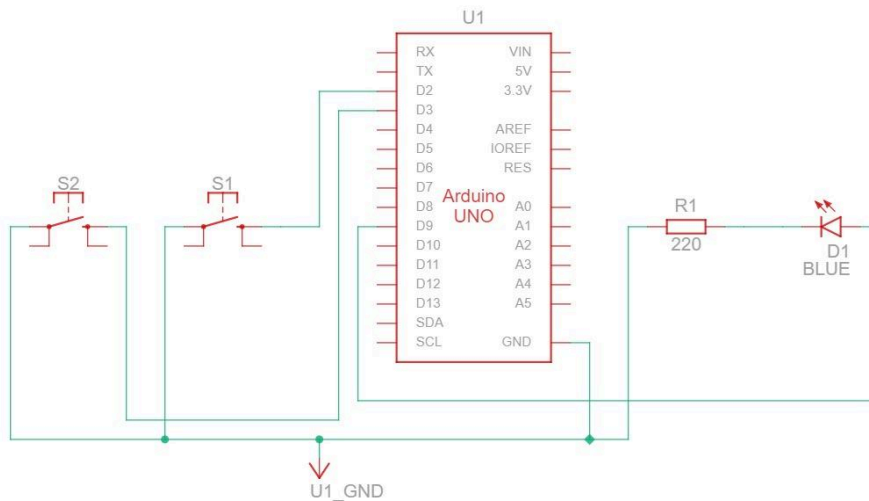 U1
RX VIN
TX 5V
D2 3.3V
D3
D4 AREF
D5 IOREF
D6 RES
D7
Arduino
UNO
D8 A0
D9 A1
D10 A2
D11 A3
D12 A4
D13 A5
SDA
SCL GND
S2
S1
R1
220
D1
BLUE
U1_GND